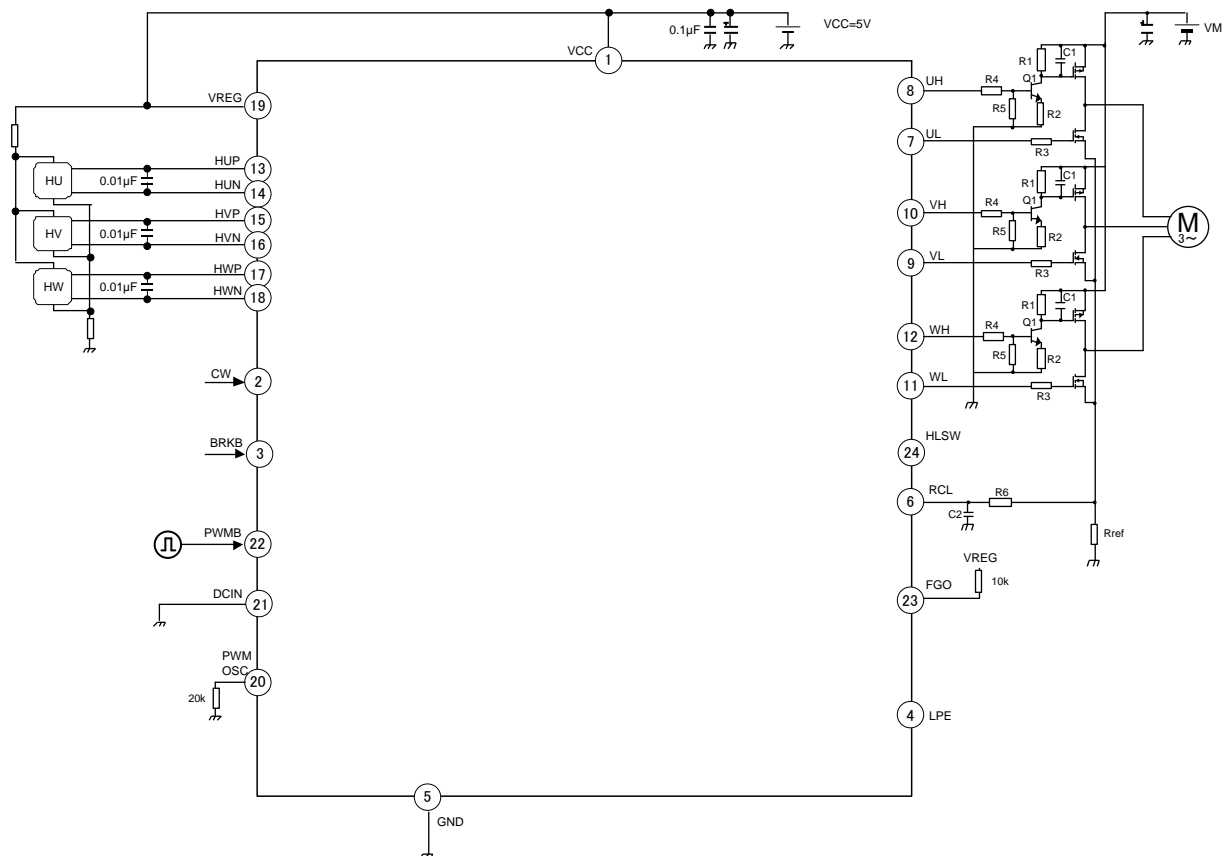 VCC=5V
0.1µF
VM
VCC
1
VREG
19
R1
C1
Q1
R4
R5
R2
UH
8
UL
7
R3
HU
0.01µF
HUP
13
HUN
14
HV
0.01µF
HVP
15
HVN
16
HW
0.01µF
HWP
17
HWN
18
R1
C1
Q1
R4
R5
R2
VH
10
VL
9
R3
M
3~
R1
C1
Q1
R4
R5
R2
WH
12
WL
11
R3
CW
2
BRKB
3
HLSW
24
RCL
6
R6
C2
Rref
PWMB
22
VREG
10k
FGO
23
DCIN
21
PWM
OSC
20
20k
4
LPE
5
GND